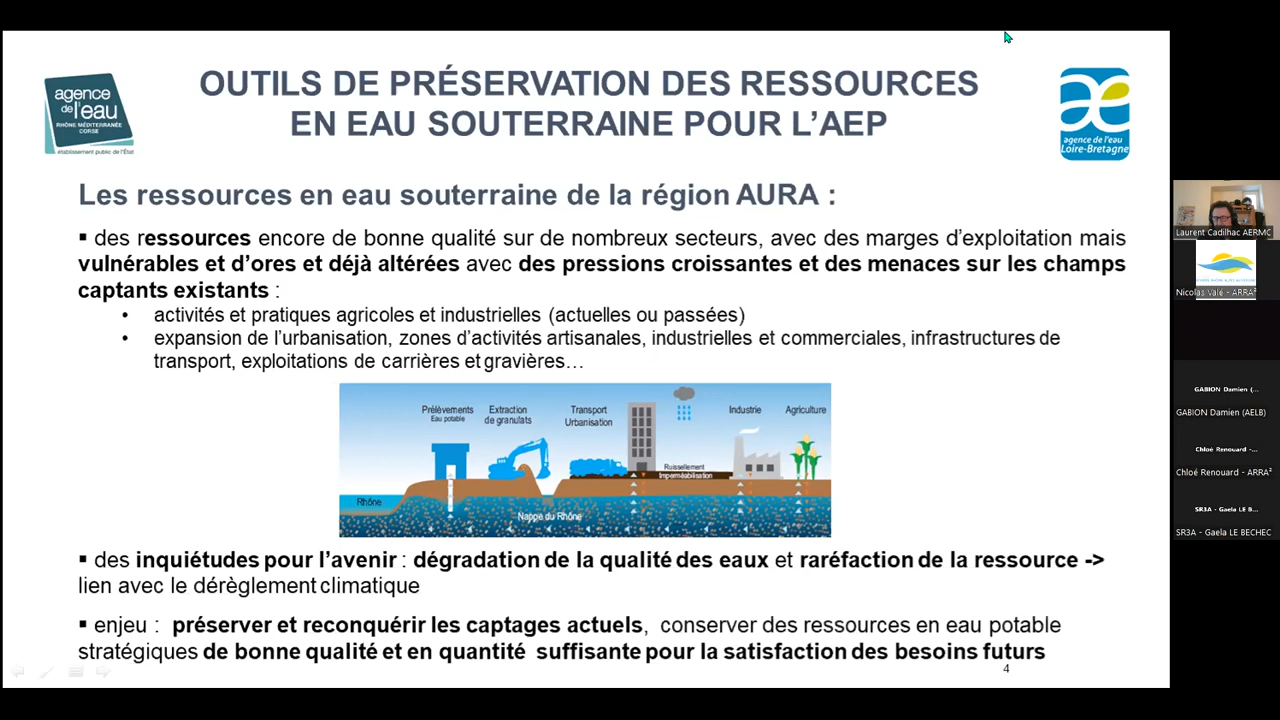 OUTILS DE PRÉSERVATION DES RESSOURCES
EN EAU SOUTERRAINE POUR L'AEP
agence
de l'eau
RHÔNE MÉDITERRANÉE
CORSE
établissement public de l'État
agence de l'eau
Loire-Bretagne
Les ressources en eau souterraine de la région AURA :
▪ des ressources encore de bonne qualité sur de nombreux secteurs, avec des marges d'exploitation mais
vulnérables et d'ores et déjà altérées avec des pressions croissantes et des menaces sur les champs
captants existants :
• activités et pratiques agricoles et industrielles (actuelles ou passées)
• expansion de l'urbanisation, zones d'activités artisanales, industrielles et commerciales, infrastructures de
transport, exploitations de carrières et gravières…
Prélèvements
Eau potable
Extraction
de granulats
Transport
Urbanisation
Industrie
Agriculture
Ruissellement
Imperméabilisation
Rhône
Nappe du Rhône
▪ des inquiétudes pour l'avenir : dégradation de la qualité des eaux et raréfaction de la ressource ->
lien avec le dérèglement climatique
▪ enjeu : préserver et reconquérir les captages actuels, conserver des ressources en eau potable
stratégiques de bonne qualité et en quantité suffisante pour la satisfaction des besoins futurs
4
Laurent Cadilhac AERMC
Nicolas Valé - ARRA²
GABION Damien (...
GABION Damien (AELB)
Chloé Renouard -...
Chloé Renouard - ARRA²
SR3A - Gaela LE B...
SR3A - Gaela LE BECHEC